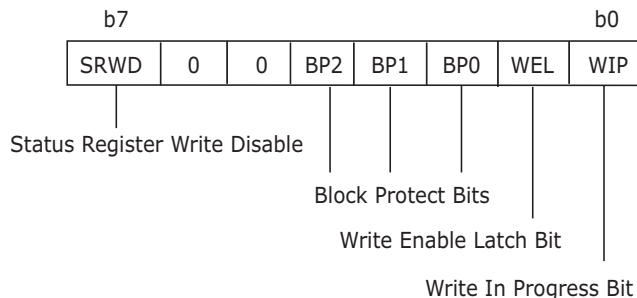 b7 b0
SRWD 0 0 BP2 BP1 BP0 WEL WIP
Status Register Write Disable
Block Protect Bits
Write Enable Latch Bit
Write In Progress Bit